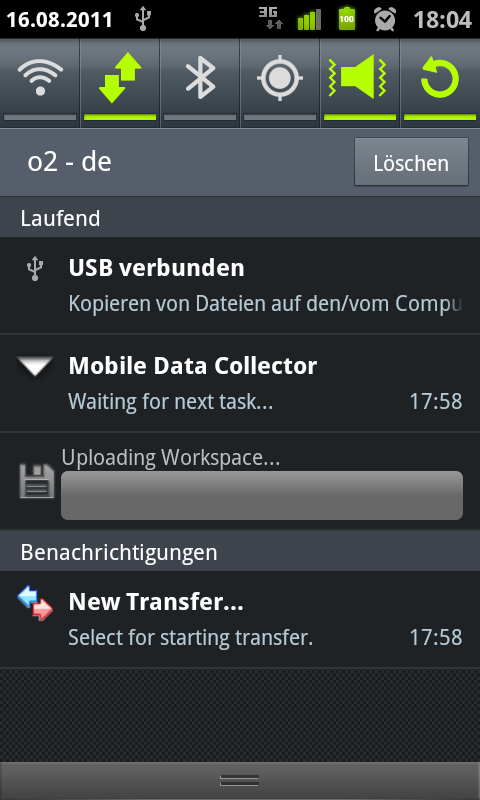 16.08.2011 3G 100 18:04
o2 - de Löschen
Laufend
USB verbunden
Kopieren von Dateien auf den/vom Compu
Mobile Data Collector
Waiting for next task... 17:58
Uploading Workspace...
Benachrichtigungen
New Transfer...
Select for starting transfer. 17:58